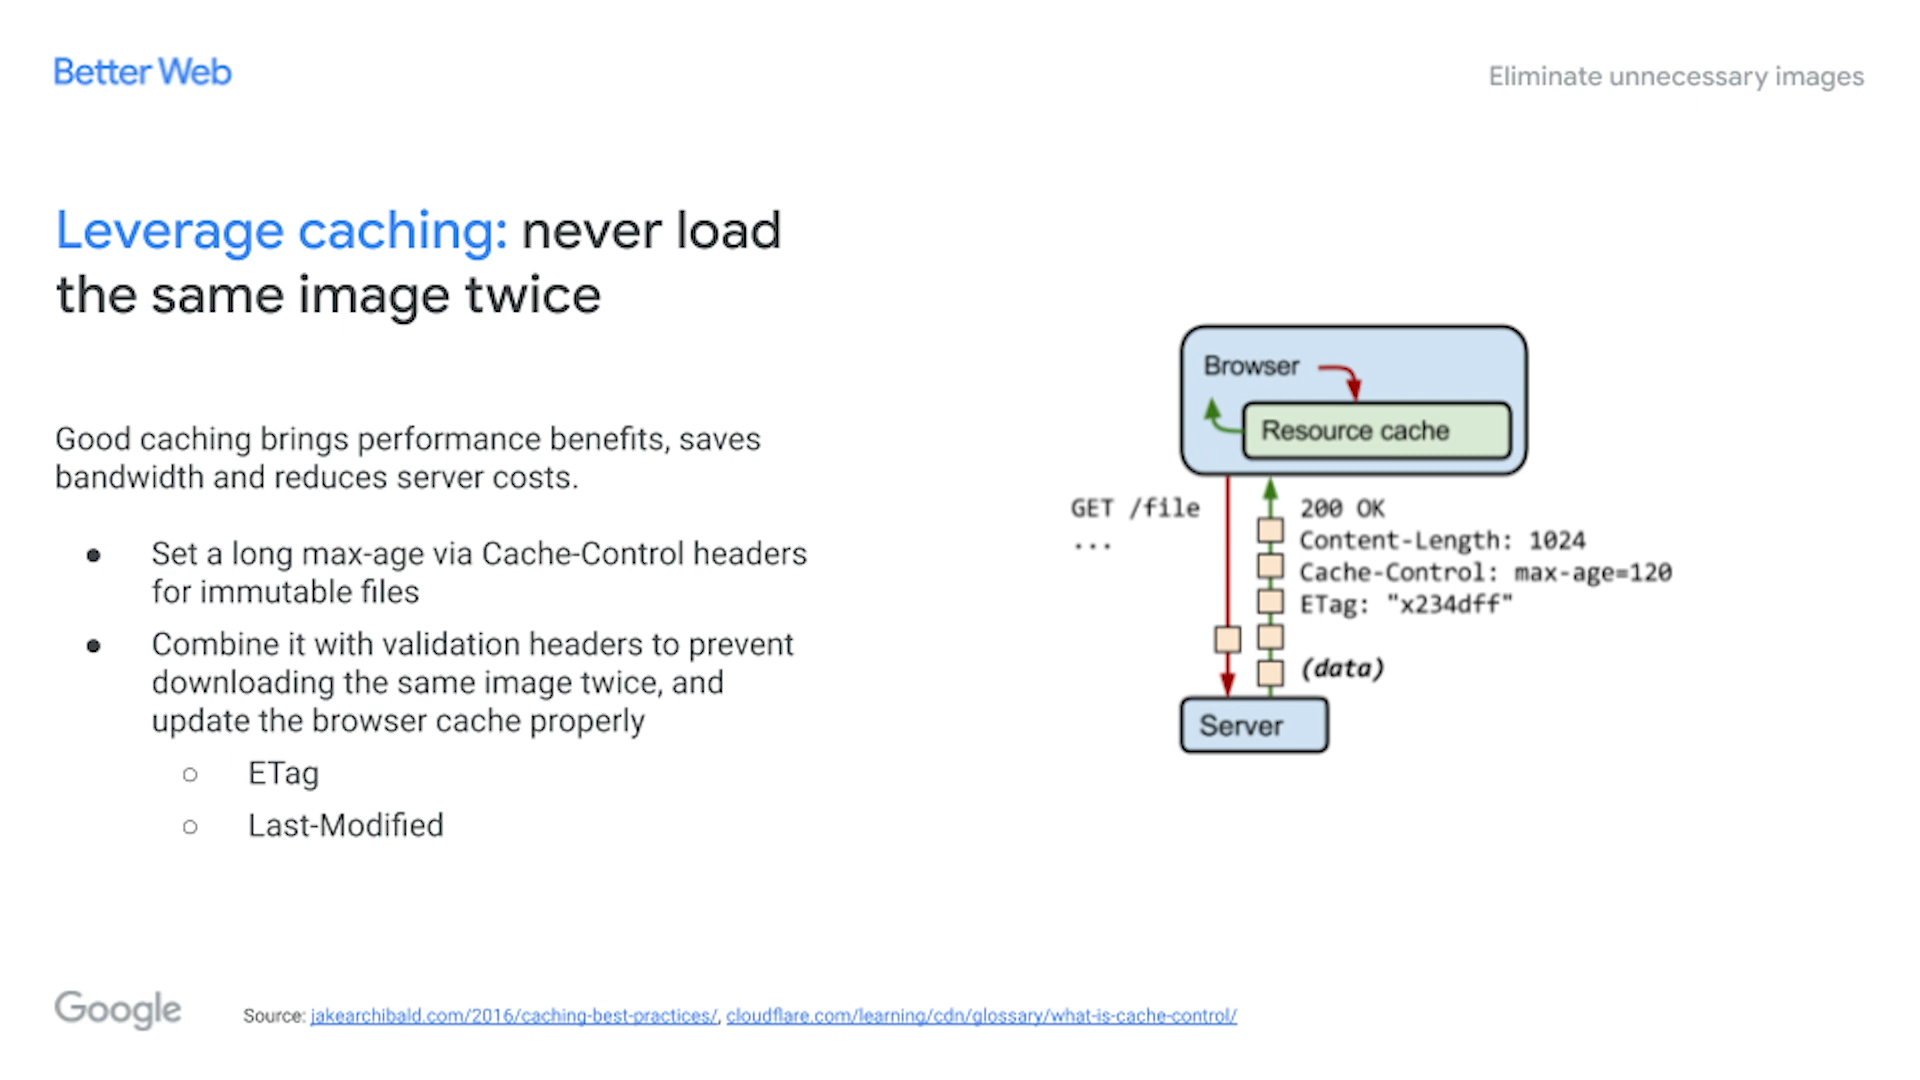 Better Web
Eliminate unnecessary images
Leverage caching: never load
the same image twice
Good caching brings performance benefits, saves
bandwidth and reduces server costs.
● Set a long max-age via Cache-Control headers
for immutable files
● Combine it with validation headers to prevent
downloading the same image twice, and
update the browser cache properly
○ ETag
○ Last-Modified
Browser
Resource cache
GET /file
...
200 OK
Content-Length: 1024
Cache-Control: max-age=120
ETag: "x234dff"
(data)
Server
Google
Source: jakearchibald.com/2016/caching-best-practices/, cloudflare.com/learning/cdn/glossary/what-is-cache-control/